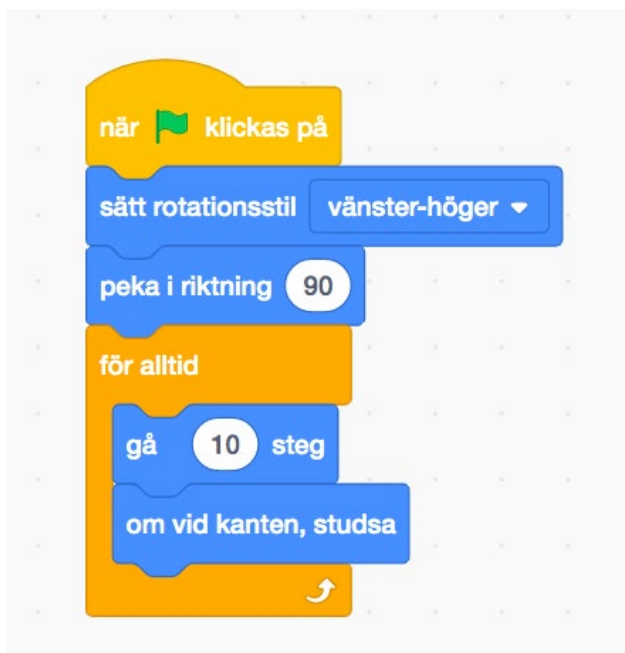 när klickas på
sätt rotationsstil vänster-höger
peka i riktning 90
för alltid
gå 10 steg
om vid kanten, studsa